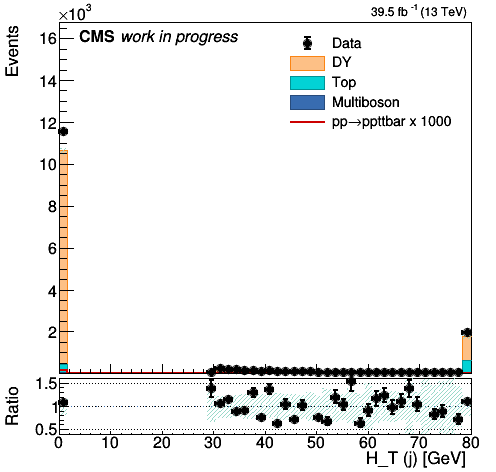 ×10³
39.5 fb⁻¹ (13 TeV)
Events
CMS work in progress
Data
DY
Top
Multiboson
pp→ppttbar x 1000
16
14
12
10
8
6
4
2
Ratio
1.5
1
0.5
0 10 20 30 40 50 60 70 80
H_T (j) [GeV]